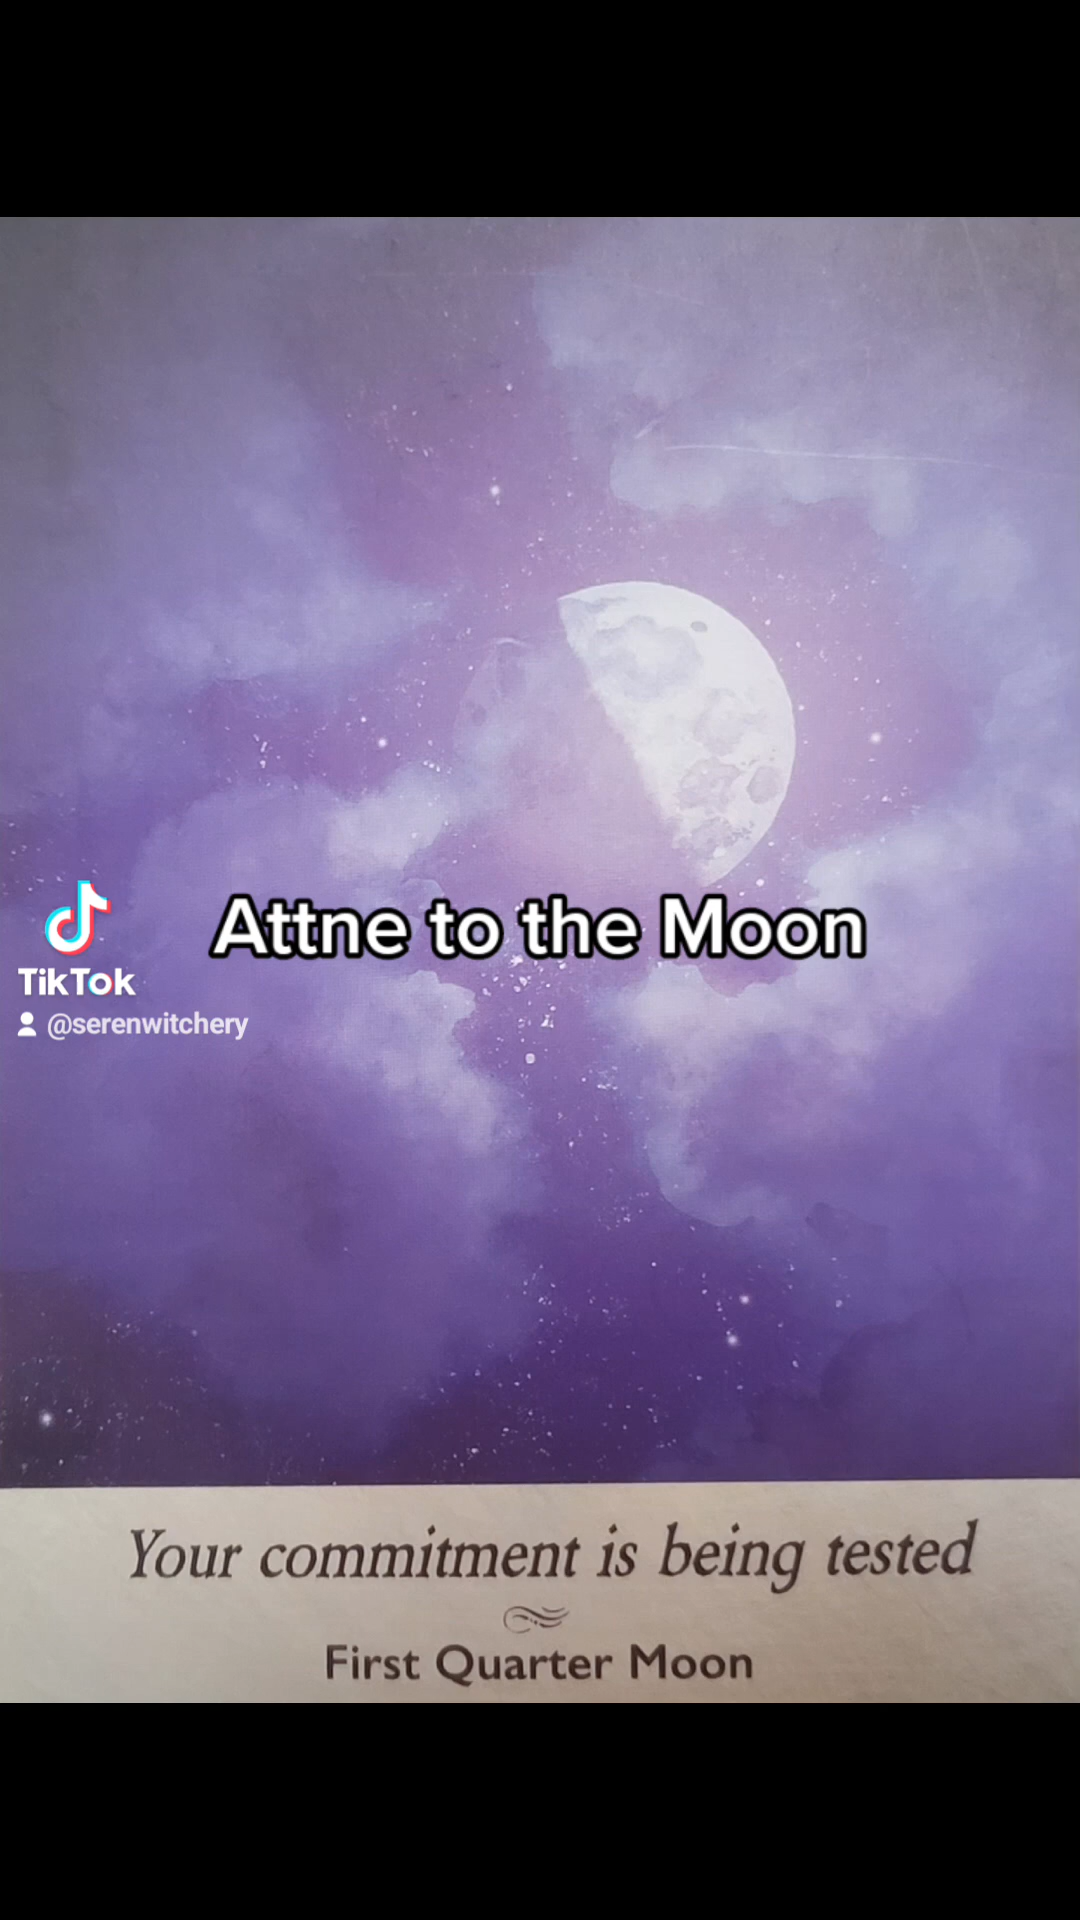 Attne to the Moon
TikTok
@serenwitchery
Your commitment is being tested
First Quarter Moon